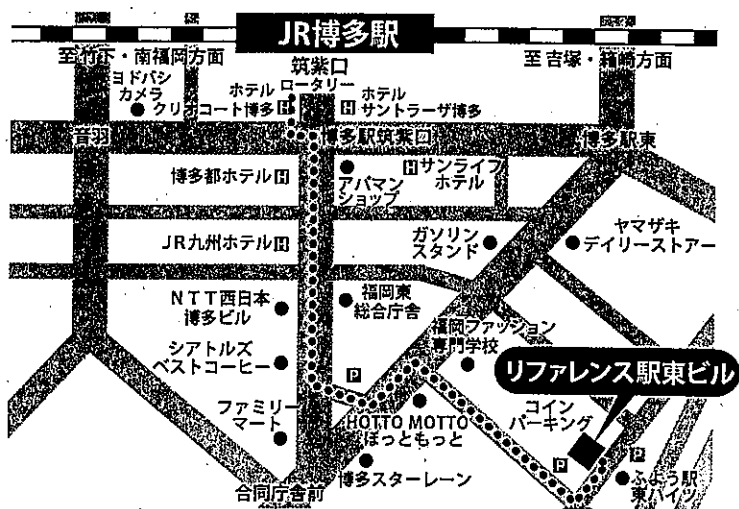 JR博多駅
至竹下・南福岡方面
筑紫口
至吉塚・箱崎方面
ヨドバシ
カメラ
ホテル
クリオコート博多
H
ロータリー
H
ホテル
サントラーザ博多
音羽
博多駅筑紫口
博多駅東
博多都ホテル
H
アパマン
ショップ
H
サンライフ
ホテル
JR九州ホテル
H
ガソリン
スタンド
ヤマザキ
デイリーストアー
NTT西日本
博多ビル
福岡東
総合庁舎
福岡ファッション
専門学校
シアトルズ
ベストコーヒー
P
リファレンス駅東ビル
ファミリー
マート
HOTTO MOTTO
ほっともっと
コイン
パーキング
合同庁舎前
博多スターレーン
P
P
ふよう駅
東ハイツ